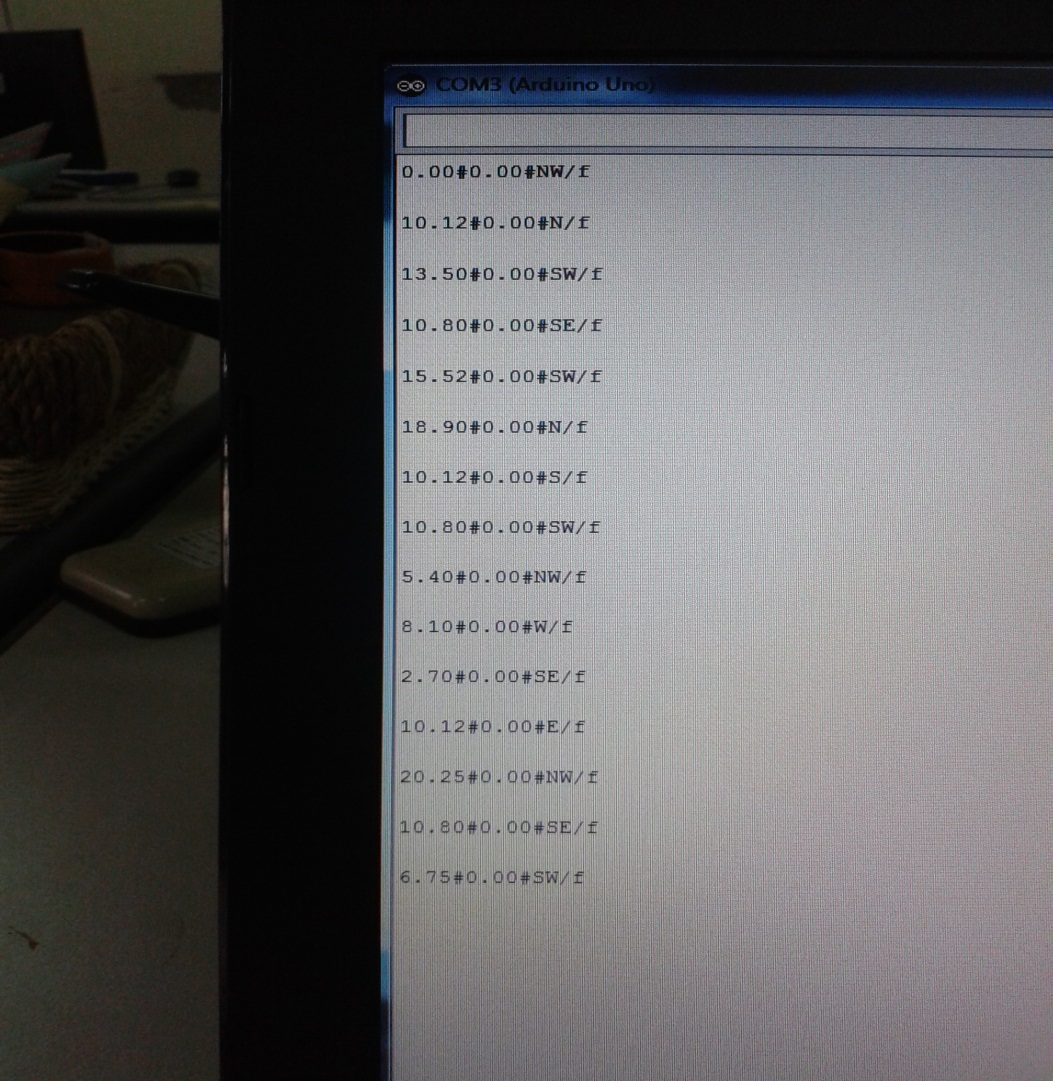 COM3 (Arduino Uno)
0.00#0.00#NW/f
10.12#0.00#N/f
13.50#0.00#SW/f
10.80#0.00#SE/f
15.52#0.00#SW/f
18.90#0.00#N/f
10.12#0.00#S/f
10.80#0.00#SW/f
5.40#0.00#NW/f
8.10#0.00#W/f
2.70#0.00#SE/f
10.12#0.00#E/f
20.25#0.00#NW/f
10.80#0.00#SE/f
6.75#0.00#SW/f